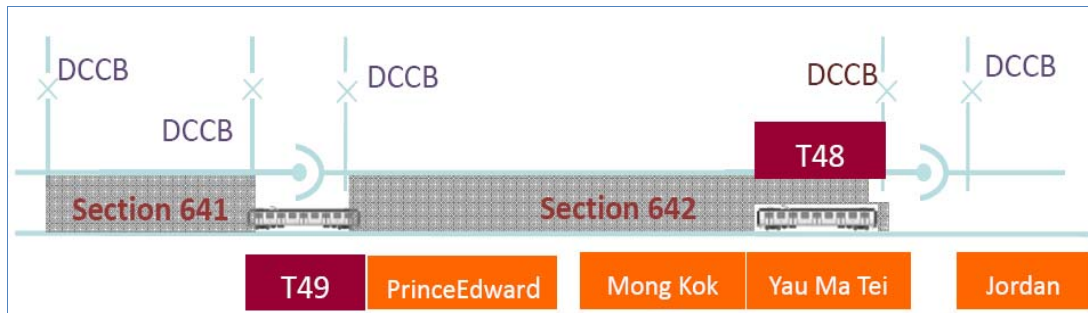 DCCB
DCCB
DCCB
DCCB
DCCB
T48
Section 641
Section 642
T49
PrinceEdward
Mong Kok
Yau Ma Tei
Jordan